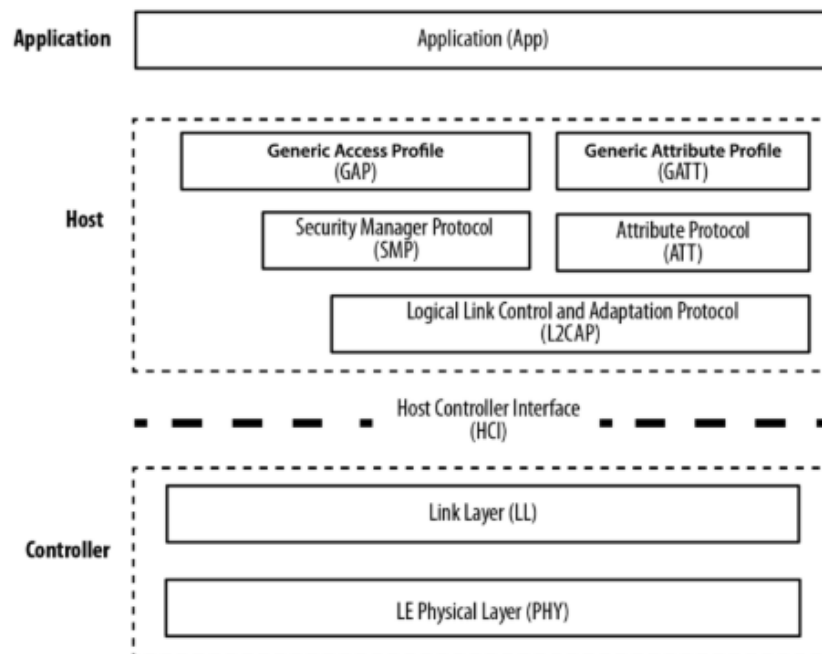 Application
Application (App)
Generic Access Profile
(GAP)
Generic Attribute Profile
(GATT)
Host
Security Manager Protocol
(SMP)
Attribute Protocol
(ATT)
Logical Link Control and Adaptation Protocol
(L2CAP)
Host Controller Interface
(HCI)
Link Layer (LL)
Controller
LE Physical Layer (PHY)